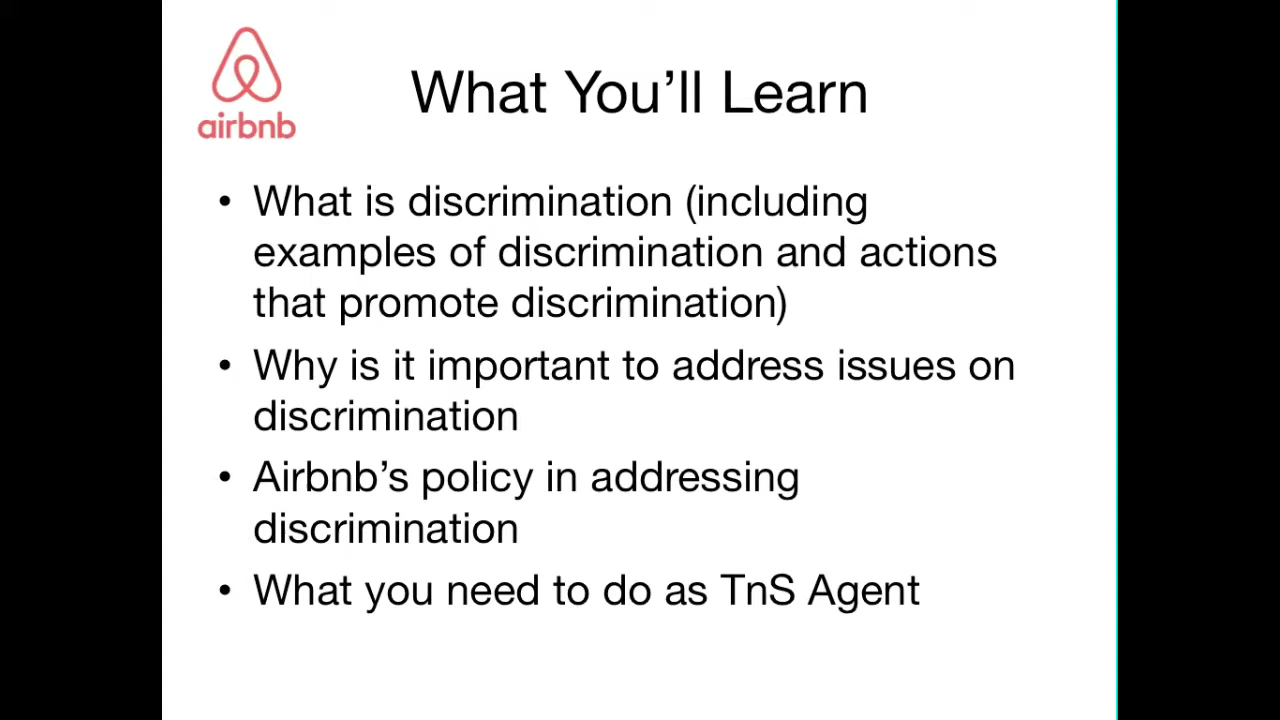 airbnb
What You’ll Learn
• What is discrimination (including
examples of discrimination and actions
that promote discrimination)
• Why is it important to address issues on
discrimination
• Airbnb’s policy in addressing
discrimination
• What you need to do as TnS Agent